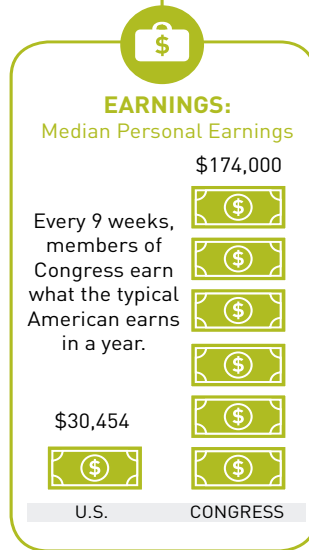 $
EARNINGS:
Median Personal Earnings
$174,000
$
Every 9 weeks,
members of
Congress earn
what the typical
American earns
in a year.
$
$
$
$30,454
$
$
$
U.S.
CONGRESS